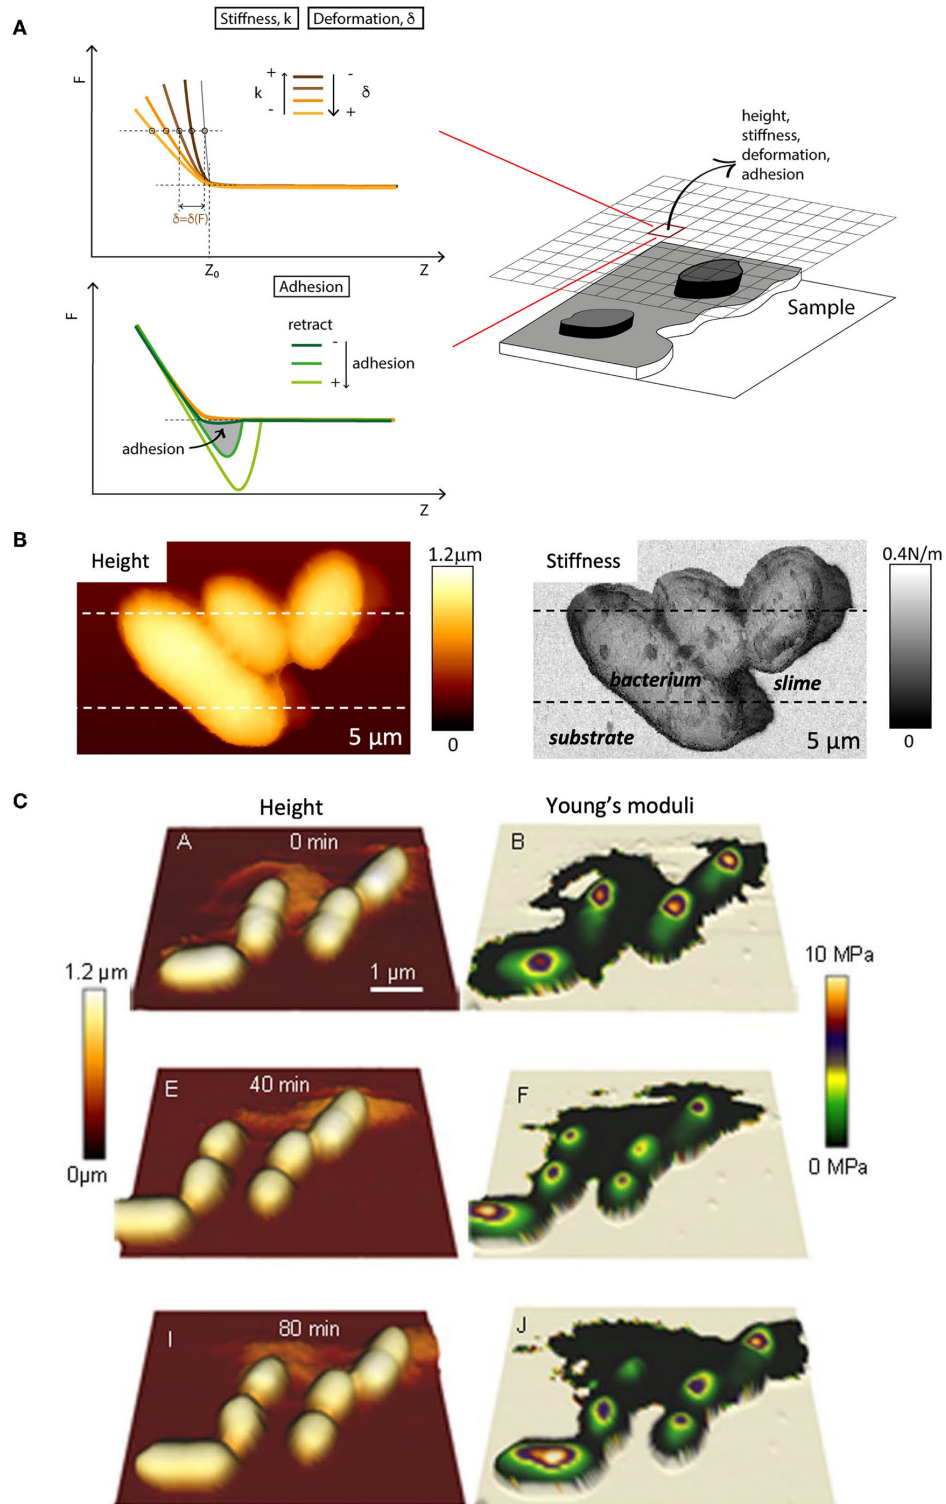 A
Stiffness, k
Deformation, δ
F
+
-
k
-
+
δ
δ=δ(F)
Z₀
Z
height,
stiffness,
deformation,
adhesion
Sample
Adhesion
F
retract
-
+
adhesion
adhesion
Z
B
Height
5 µm
1.2µm
0
Stiffness
bacterium
slime
substrate
5 µm
0.4N/m
0
C
Height
Young's moduli
A
0 min
1 µm
B
1.2 µm
0µm
10 MPa
0 MPa
E
40 min
F
I
80 min
J